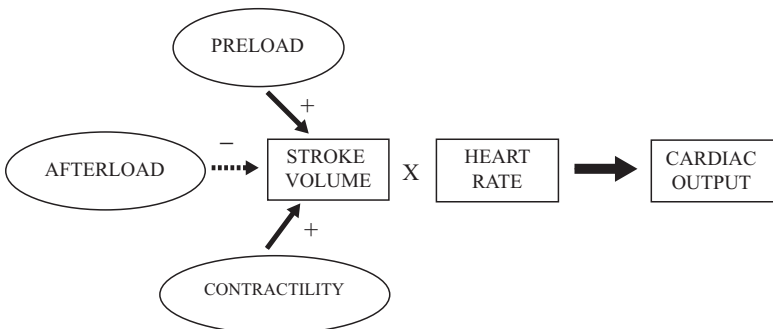 PRELOAD
+
−
AFTERLOAD
STROKE
VOLUME
X
HEART
RATE
CARDIAC
OUTPUT
+
CONTRACTILITY